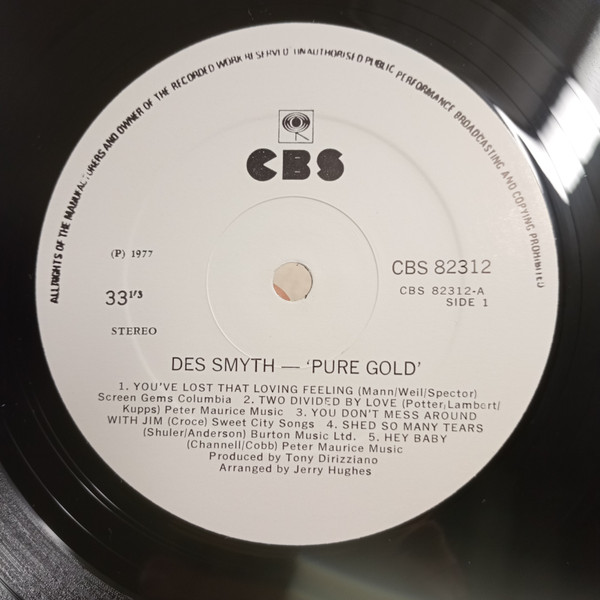 ALL RIGHTS OF THE MANUFACTURERS AND OWNER OF THE RECORDED WORK RESERVED UNAUTHORISED PUBLIC PERFORMANCE BROADCASTING AND COPYING PROHIBITED
CBS
(P) 1977
CBS 82312
33 1/3
CBS 82312-A
SIDE 1
STEREO
DES SMYTH — 'PURE GOLD'
1. YOU'VE LOST THAT LOVING FEELING (Mann/Weil/Spector)
Screen Gems Columbia 2. TWO DIVIDED BY LOVE (Potter/Lambert/
Kupps) Peter Maurice Music 3. YOU DON'T MESS AROUND
WITH JIM (Croce) Sweet City Songs 4. SHED SO MANY TEARS
(Shuler/Anderson) Burton Music Ltd. 5. HEY BABY
(Channell/Cobb) Peter Maurice Music
Produced by Tony Dirizziano
Arranged by Jerry Hughes